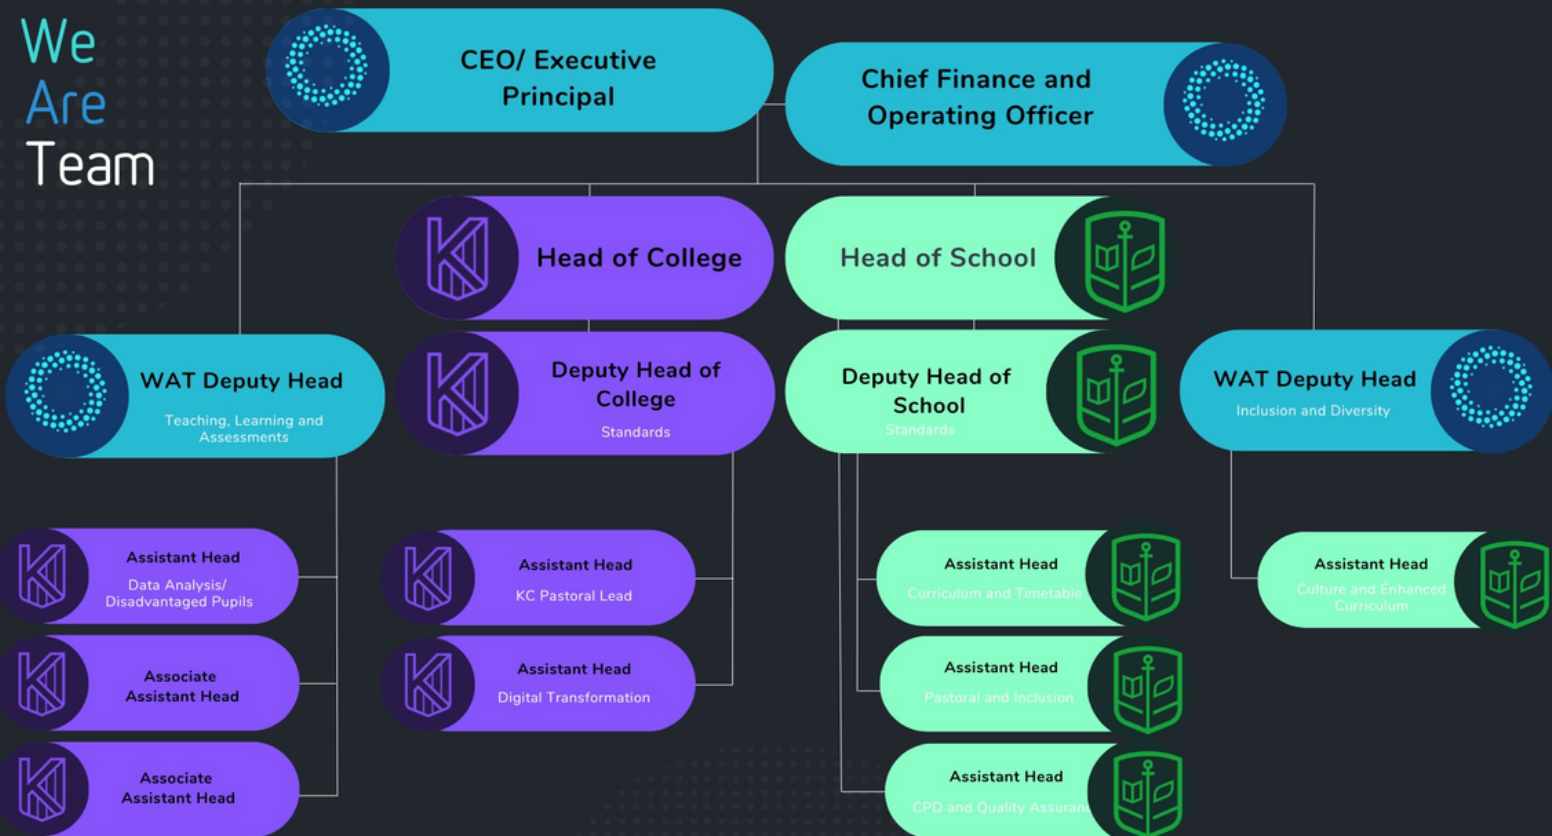 We
Are
Team
CEO/ Executive
Principal
Chief Finance and
Operating Officer
Head of College
Head of School
WAT Deputy Head
Teaching, Learning and
Assessments
Deputy Head of
College
Standards
Deputy Head of
School
Standards
WAT Deputy Head
Inclusion and Diversity
Assistant Head
Data Analysis/
Disadvantaged Pupils
Associate
Assistant Head
Associate
Assistant Head
Assistant Head
KC Pastoral Lead
Assistant Head
Digital Transformation
Assistant Head
Curriculum and Timetable
Assistant Head
Pastoral and Inclusion
Assistant Head
CPD and Quality Assuran
Assistant Head
Culture and Enhanced
Curriculum